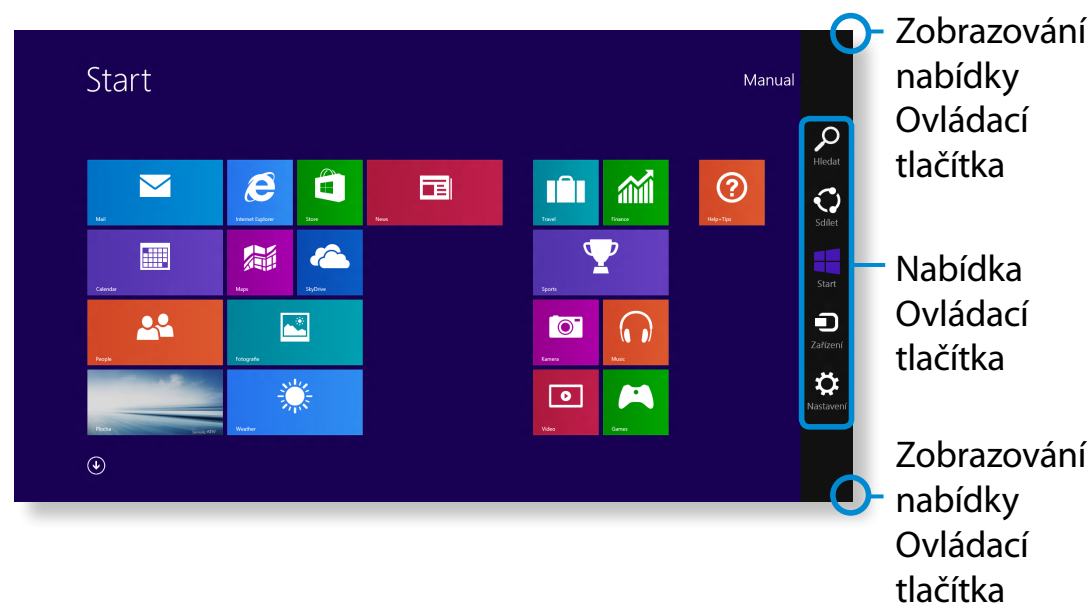 Start
Manual
Mail
Internet Explorer
Store
News
Travel
Finance
Help+Tips
Calendar
Maps
SkyDrive
Sports
People
Fotografie
Kamera
Music
Plocha
Weather
Video
Games
Hledat
Sdílet
Start
Zařízení
Nastavení
Zobrazování
nabídky
Ovládací
tlačítka
Nabídka
Ovládací
tlačítka
Zobrazování
nabídky
Ovládací
tlačítka